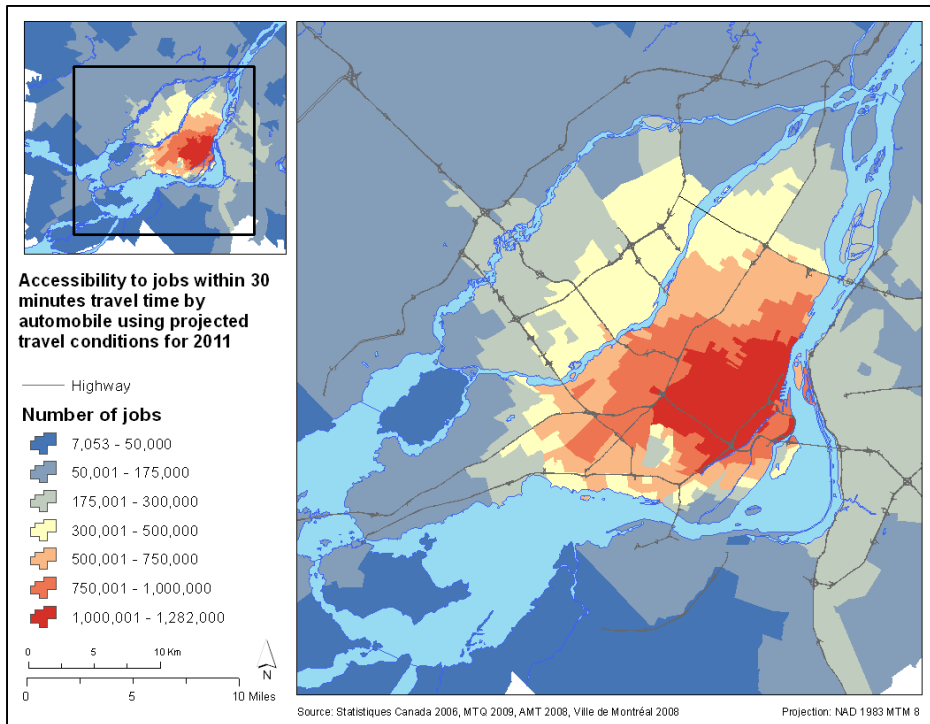 Accessibility to jobs within 30
minutes travel time by
automobile using projected
travel conditions for 2011
Highway
Number of jobs
7,053 - 50,000
50,001 - 175,000
175,001 - 300,000
300,001 - 500,000
500,001 - 750,000
750,001 - 1,000,000
1,000,001 - 1,282,000
0 5 10 Km
N
0 5 10 Miles
Source: Statistiques Canada 2006, MTQ 2009, AMT 2008, Ville de Montréal 2008
Projection: NAD 1983 MTM 8